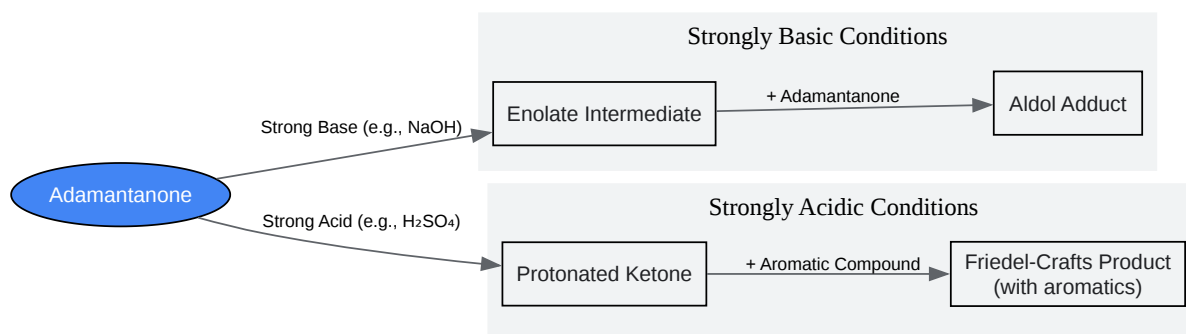 Strongly Basic Conditions
Enolate Intermediate
+ Adamantanone
Aldol Adduct
Strong Base (e.g., NaOH)
Adamantanone
Strong Acid (e.g., H₂SO₄)
Strongly Acidic Conditions
Protonated Ketone
+ Aromatic Compound
Friedel-Crafts Product
(with aromatics)